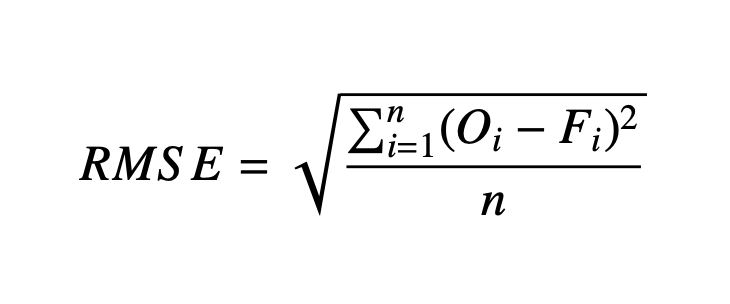 RMSE = √(∑ⁿᵢ₌₁(Oᵢ − Fᵢ)² / n)